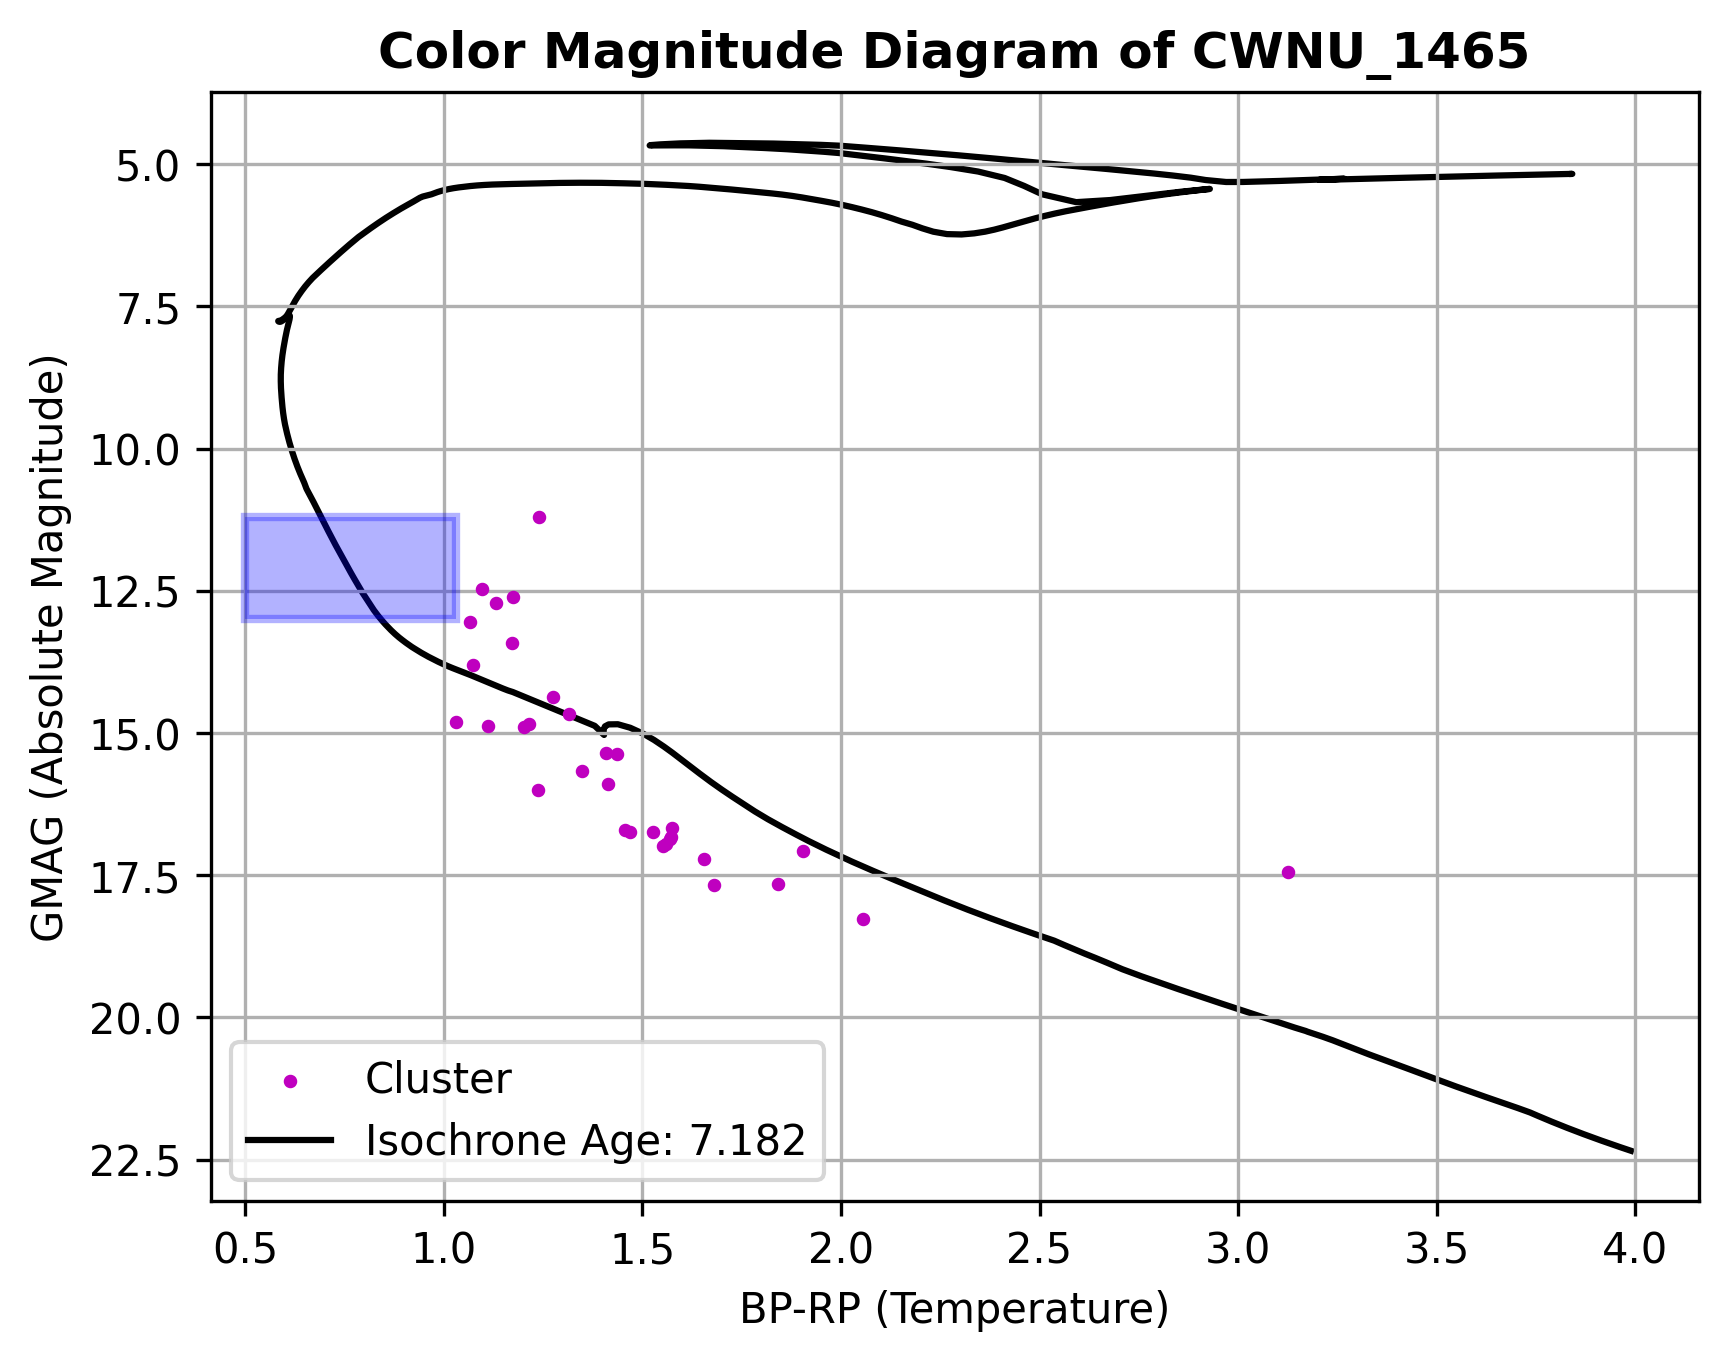 Color Magnitude Diagram of CWNU_1465
GMAG (Absolute Magnitude)
5.0
7.5
10.0
12.5
15.0
17.5
20.0
22.5
Cluster
Isochrone Age: 7.182
0.5 1.0 1.5 2.0 2.5 3.0 3.5 4.0
BP-RP (Temperature)